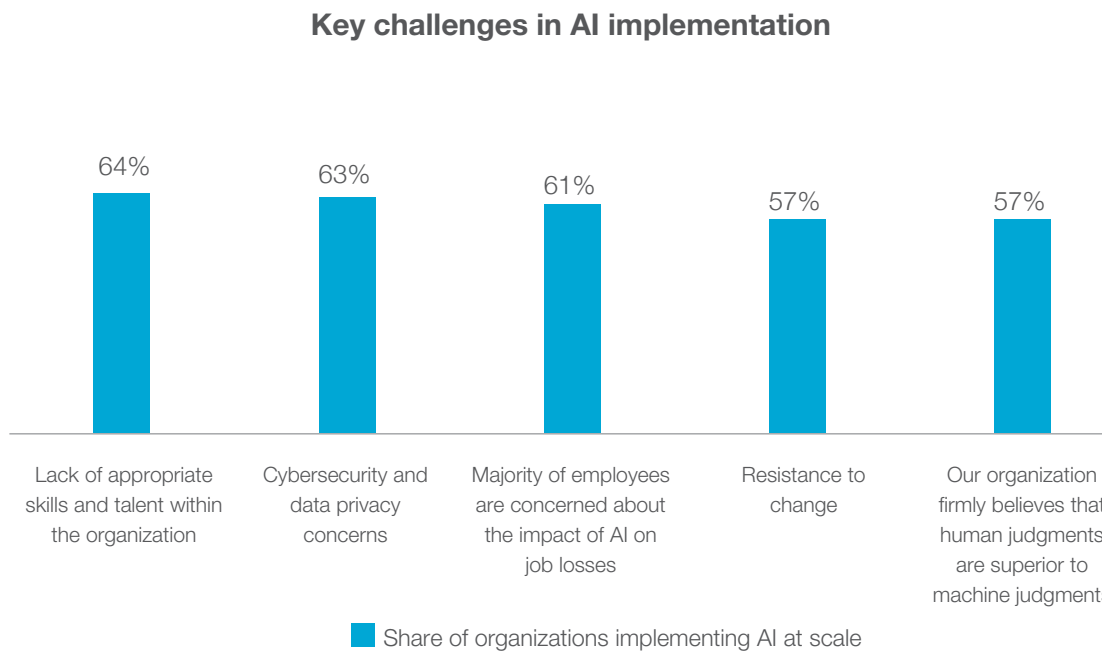 Key challenges in AI implementation
64%
63%
61%
57%
57%
Lack of appropriate
skills and talent within
the organization
Cybersecurity and
data privacy
concerns
Majority of employees
are concerned about
the impact of AI on
job losses
Resistance to
change
Our organization
firmly believes that
human judgments
are superior to
machine judgment
Share of organizations implementing AI at scale